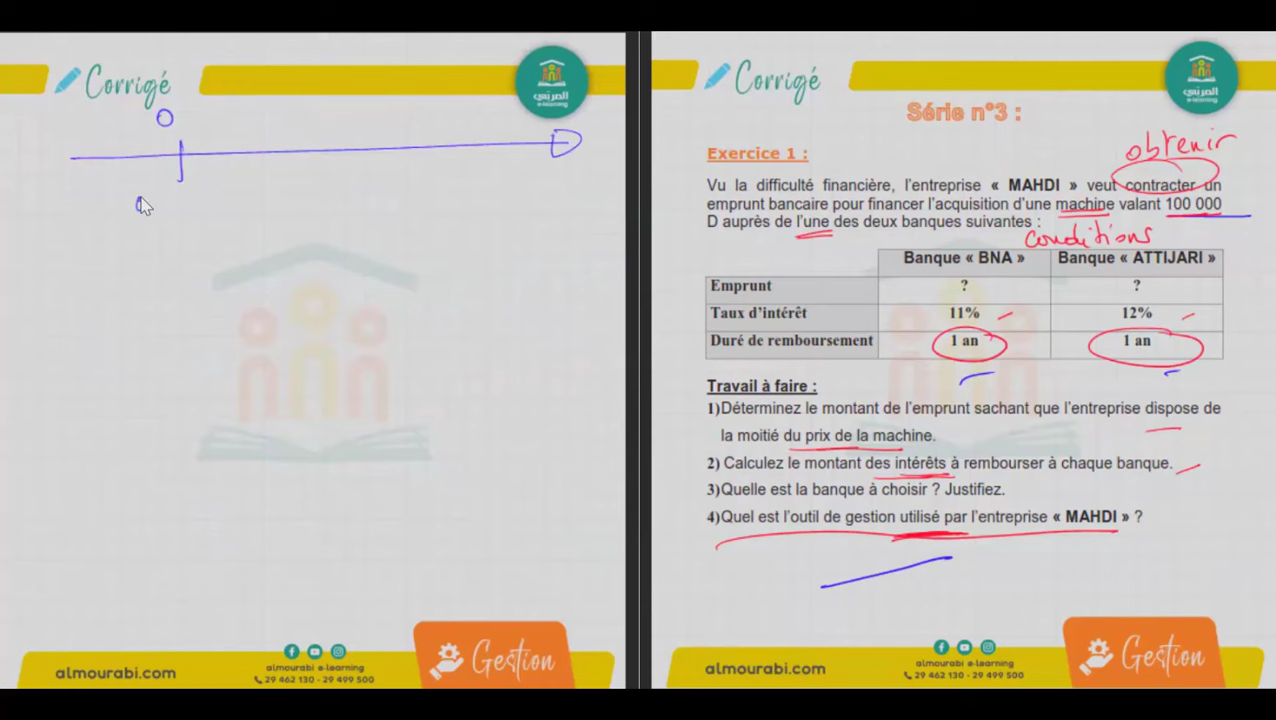 Corrigé
المربّي
e-learning
0
almourabi.com
almourabi e-learning
29 462 130 - 29 499 500
Gestion
Corrigé
المربّي
e-learning
Série n°3 :
obtenir
Exercice 1 :
Vu la difficulté financière, l'entreprise « MAHDI » veut contracter un
emprunt bancaire pour financer l'acquisition d'une machine valant 100 000
D auprès de l'une des deux banques suivantes :
conditions
Banque « BNA » Banque « ATTIJARI »
Emprunt ? ?
Taux d'intérêt 11% 12%
Duré de remboursement 1 an 1 an
Travail à faire :
1)Déterminez le montant de l'emprunt sachant que l'entreprise dispose de
la moitié du prix de la machine.
2) Calculez le montant des intérêts à rembourser à chaque banque.
3)Quelle est la banque à choisir ? Justifiez.
4)Quel est l'outil de gestion utilisé par l'entreprise « MAHDI » ?
almourabi.com
almourabi e-learning
29 462 130 - 29 499 500
Gestion